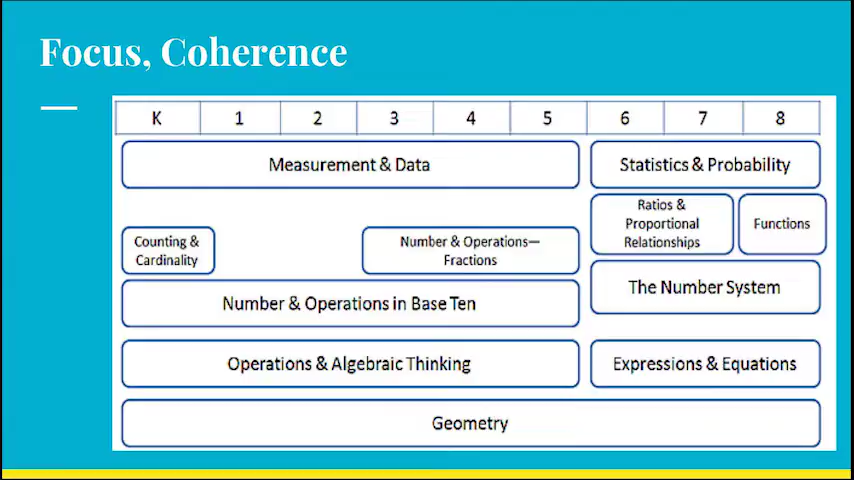 Focus, Coherence
K 1 2 3 4 5 6 7 8
Measurement & Data
Statistics & Probability
Ratios &
Proportional
Relationships
Functions
Counting &
Cardinality
Number & Operations—
Fractions
The Number System
Number & Operations in Base Ten
Operations & Algebraic Thinking
Expressions & Equations
Geometry